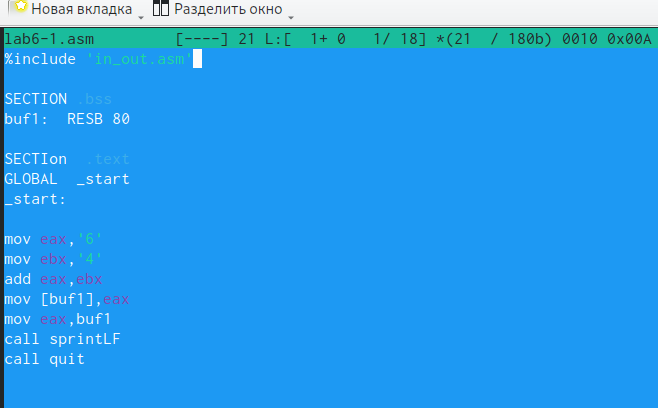 Новая вкладка Разделить окно
lab6-1.asm [----] 21 L:[ 1+ 0 1/ 18] *(21 / 180b) 0010 0x00A
%include 'in_out.asm'
SECTION .bss
buf1: RESB 80
SECTIon .text
GLOBAL _start
_start:
mov eax,'6'
mov ebx,'4'
add eax,ebx
mov [buf1],eax
mov eax,buf1
call sprintLF
call quit